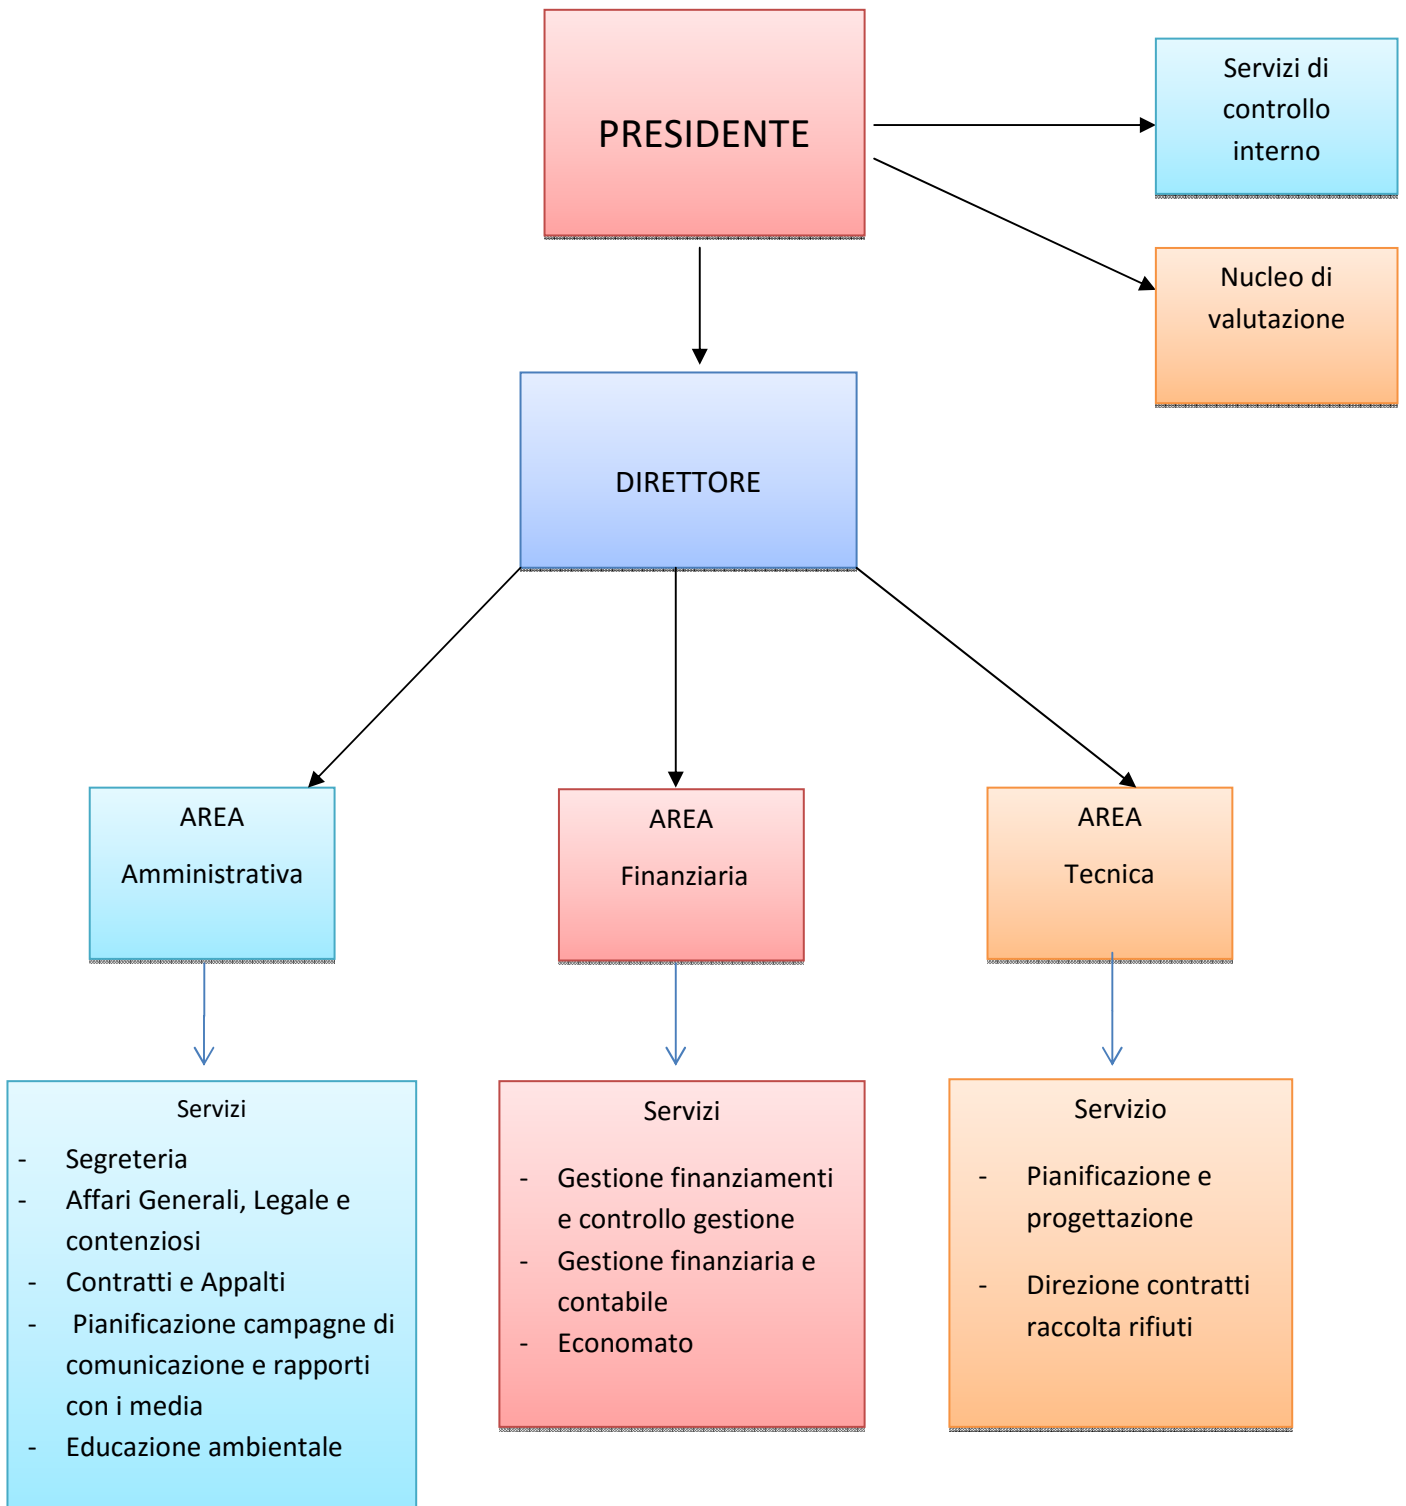 PRESIDENTE
Servizi di
controllo
interno
Nucleo di
valutazione
DIRETTORE
AREA
Amministrativa
AREA
Finanziaria
AREA
Tecnica
Servizi
- Segreteria
- Affari Generali, Legale e
contenziosi
- Contratti e Appalti
- Pianificazione campagne di
comunicazione e rapporti
con i media
- Educazione ambientale
Servizi
- Gestione finanziamenti
e controllo gestione
- Gestione finanziaria e
contabile
- Economato
Servizio
- Pianificazione e
progettazione
- Direzione contratti
raccolta rifiuti